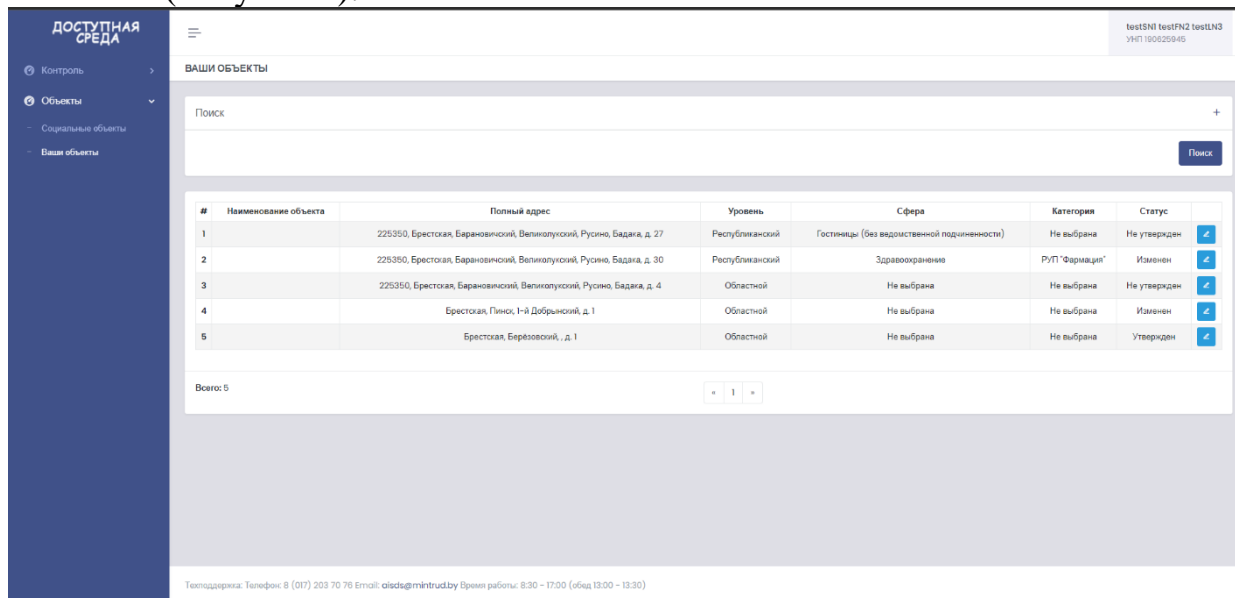 ДОСТУПНАЯ
СРЕДА
testSN1 testFN2 testLN3
УНП 190625945
Контроль
ВАШИ ОБЪЕКТЫ
Объекты
Социальные объекты
Ваши объекты
Поиск
Поиск
# Наименование объекта Полный адрес Уровень Сфера Категория Статус
1 225350, Брестская, Барановичский, Великолукский, Русино, Бадака, д. 27 Республиканский Гостиницы (без ведомственной подчиненности) Не выбрана Не утвержден
2 225350, Брестская, Барановичский, Великолукский, Русино, Бадака, д. 30 Республиканский Здравоохранение РУП "Фармация" Изменен
3 225350, Брестская, Барановичский, Великолукский, Русино, Бадака, д. 4 Областной Не выбрана Не выбрана Не утвержден
4 Брестская, Пинск, 1-й Добрынский, д. 1 Областной Не выбрана Не выбрана Изменен
5 Брестская, Берёзовский, , д. 1 Областной Не выбрана Не выбрана Утвержден
Всего: 5
« 1 »
Техподдержка: Телефон: 8 (017) 203 70 76 Email: aisds@mintrud.by Время работы: 8:30 - 17:00 (обед 13:00 - 13:30)